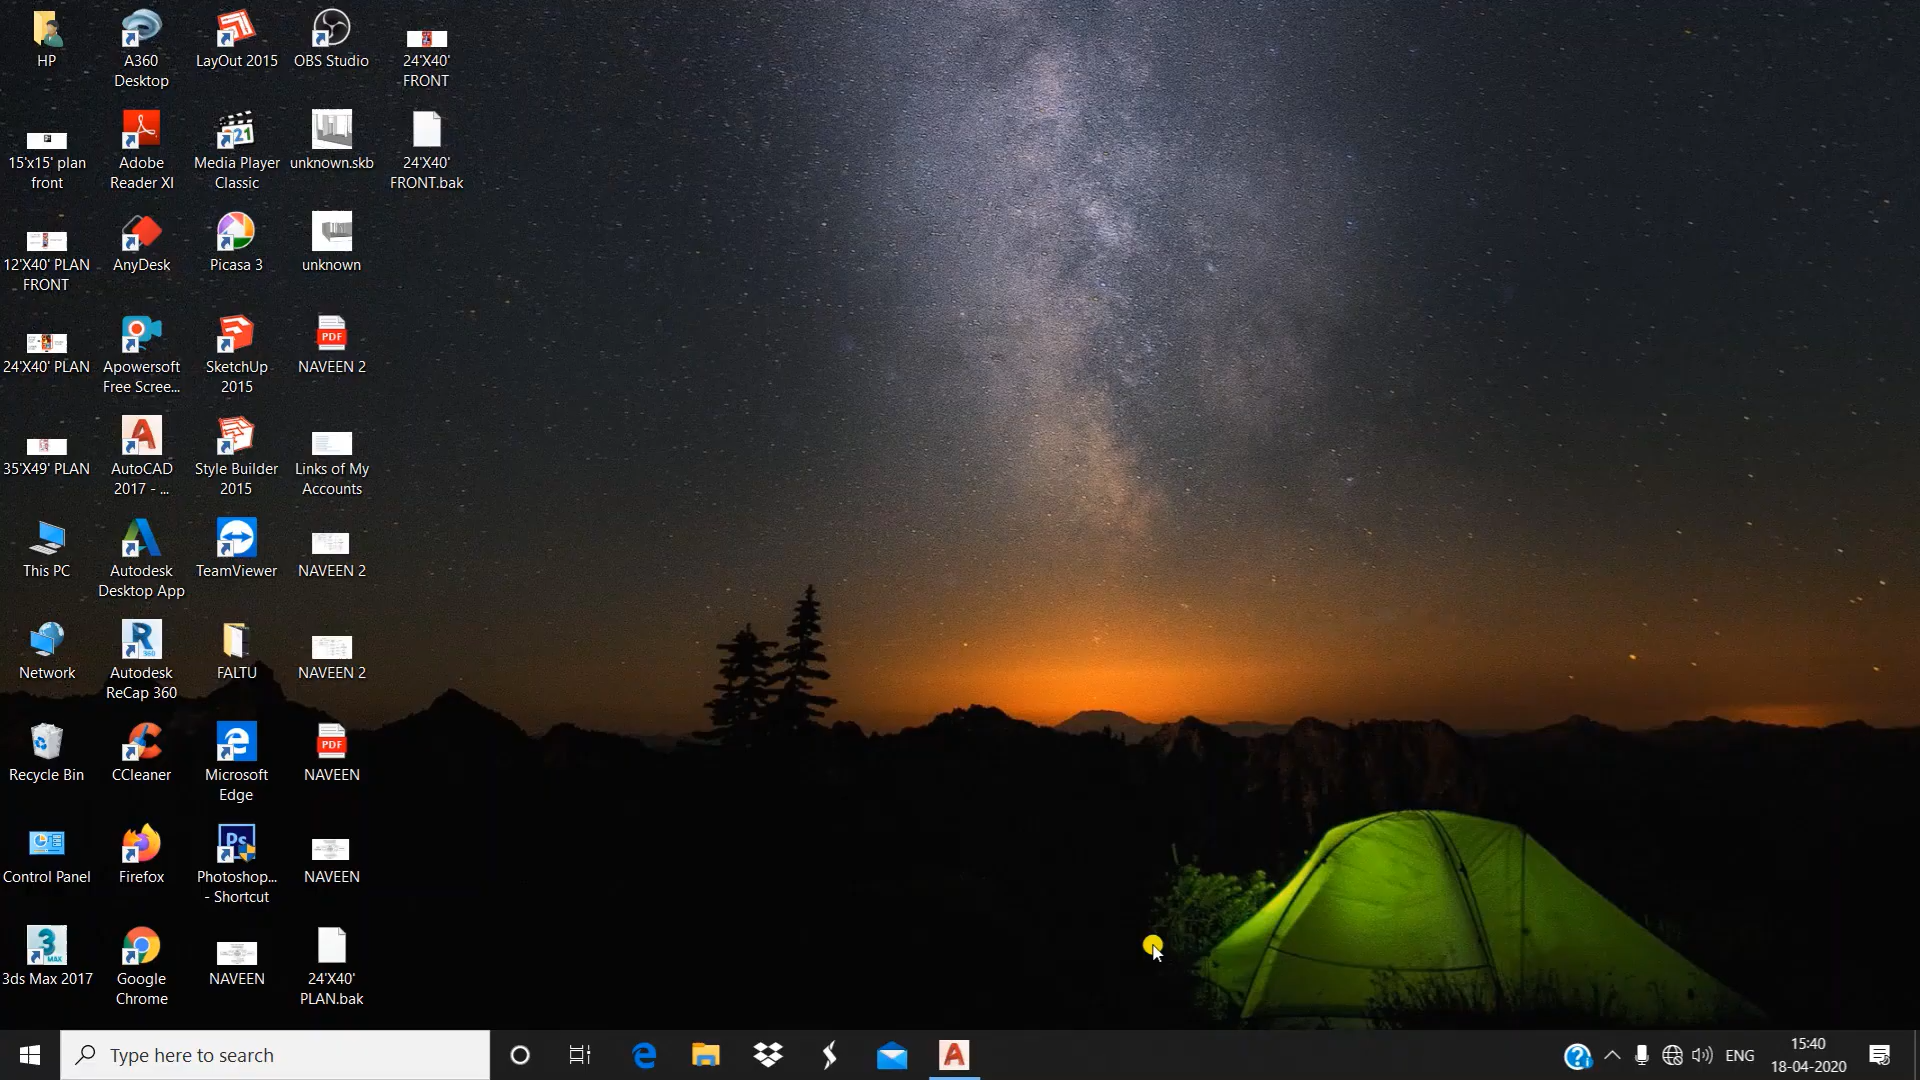 HP
15'x15' plan
front
12'X40' PLAN
FRONT
24'X40' PLAN
35'X49' PLAN
This PC
Network
Recycle Bin
Control Panel
3ds Max 2017
A360
Desktop
Adobe
Reader XI
AnyDesk
Apowersoft
Free Scree...
AutoCAD
2017 - ...
Autodesk
Desktop App
Autodesk
ReCap 360
CCleaner
Firefox
Google
Chrome
LayOut 2015
Media Player
Classic
Picasa 3
SketchUp
2015
Style Builder
2015
TeamViewer
FALTU
Microsoft
Edge
Photoshop...
- Shortcut
NAVEEN
OBS Studio
unknown.skb
unknown
PDF
NAVEEN 2
Links of My
Accounts
NAVEEN 2
NAVEEN 2
PDF
NAVEEN
NAVEEN
24'X40'
PLAN.bak
24'X40'
FRONT
24'X40'
FRONT.bak
Type here to search
ENG
15:40
18-04-2020